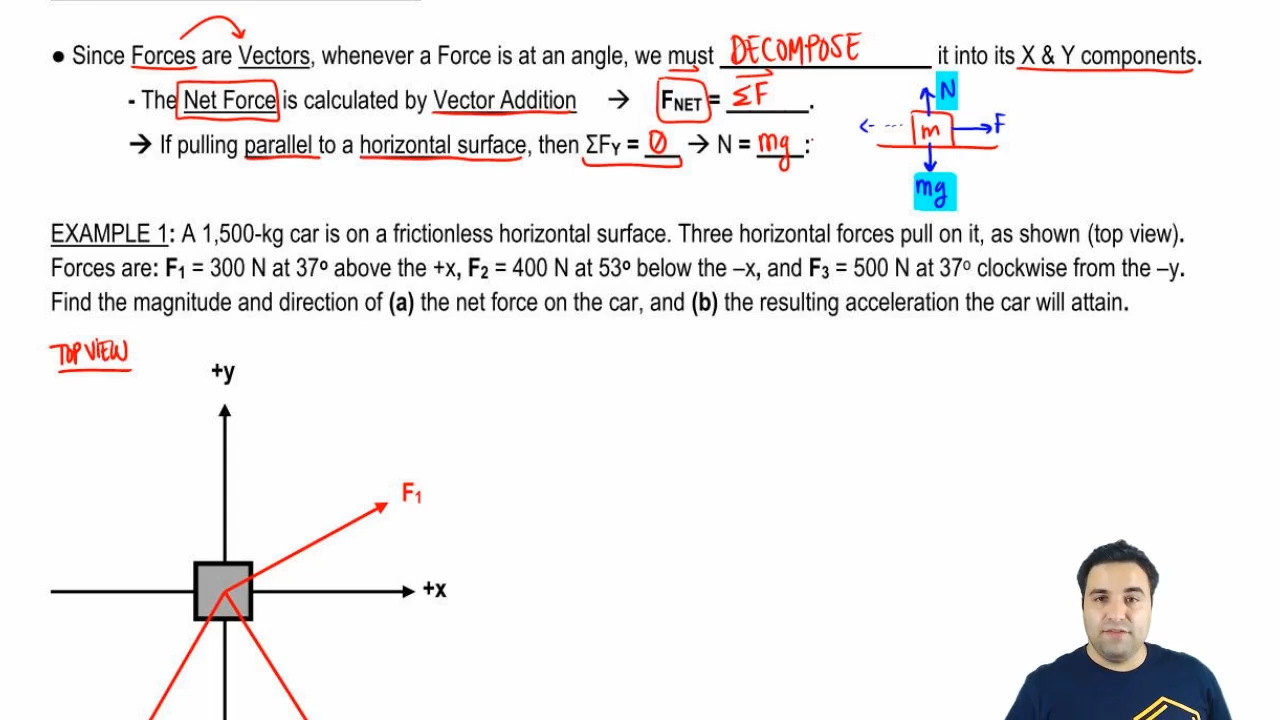 ● Since Forces are Vectors, whenever a Force is at an angle, we must DECOMPOSE it into its X & Y components.
- The Net Force is calculated by Vector Addition → FNET = ΣF .
→ If pulling parallel to a horizontal surface, then ΣFY = 0 → N = mg :
N
m
F
mg
EXAMPLE 1: A 1,500-kg car is on a frictionless horizontal surface. Three horizontal forces pull on it, as shown (top view).
Forces are: F1 = 300 N at 37º above the +x, F2 = 400 N at 53º below the –x, and F3 = 500 N at 37º clockwise from the –y.
Find the magnitude and direction of (a) the net force on the car, and (b) the resulting acceleration the car will attain.
TOP VIEW
+y
F1
+x